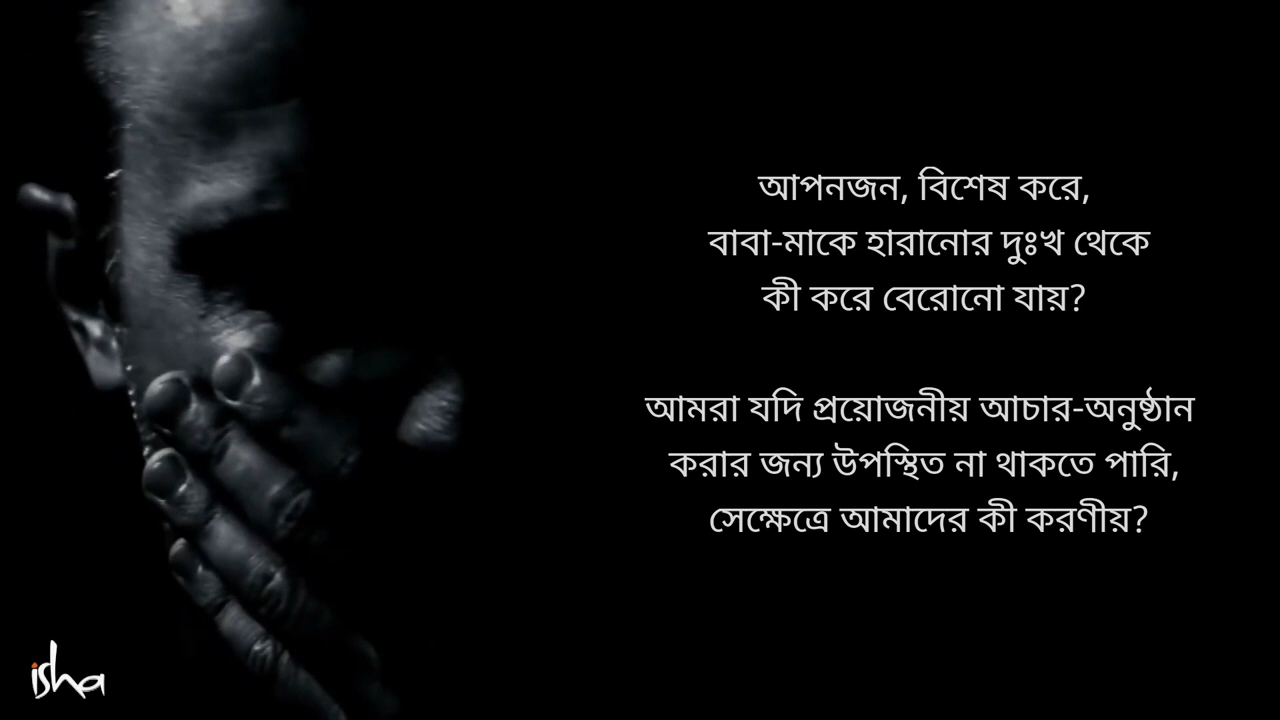 আপনজন, বিশেষ করে,
বাবা-মাকে হারানোর দুঃখ থেকে
কী করে বেরোনো যায়?
আমরা যদি প্রয়োজনীয় আচার-অনুষ্ঠান
করার জন্য উপস্থিত না থাকতে পারি,
সেক্ষেত্রে আমাদের কী করণীয়?
isha